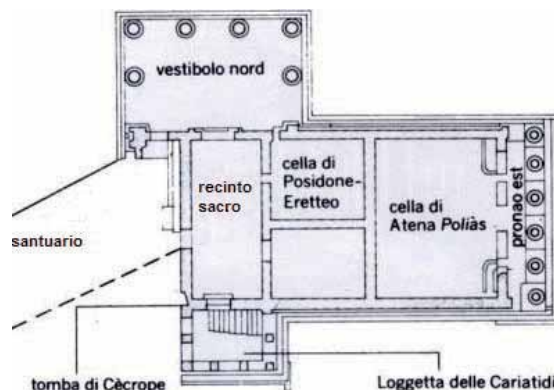 vestibolo nord
recinto
sacro
cella di
Posidone-
Eretteo
cella di
Atena Poliàs
pronao est
santuario
tomba di Cècrope
Loggetta delle Cariatidi